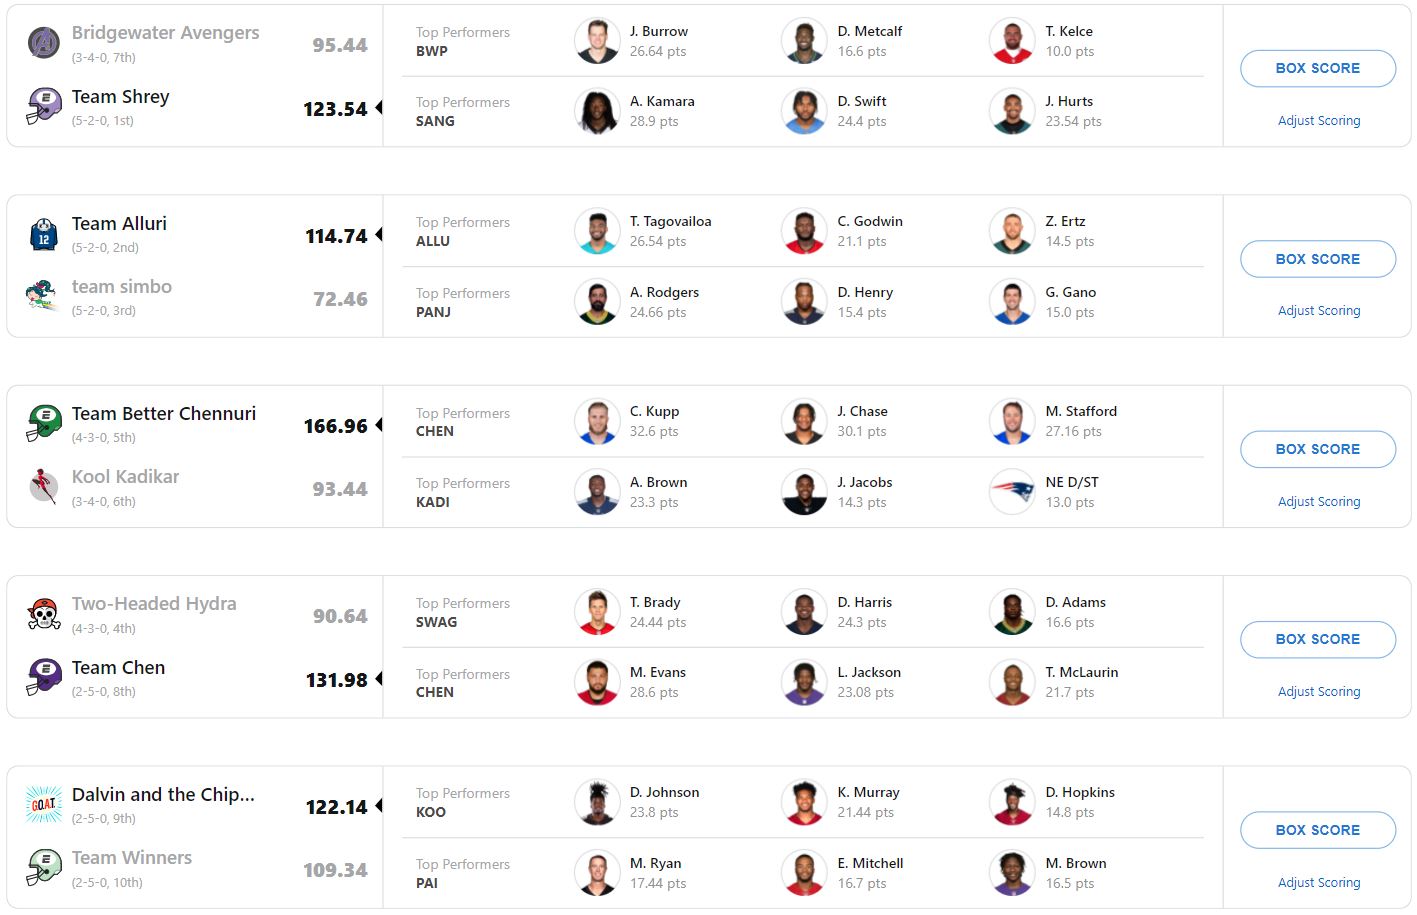 Bridgewater Avengers
(3-4-0, 7th)
95.44
Top Performers
BWP
J. Burrow
26.64 pts
D. Metcalf
16.6 pts
T. Kelce
10.0 pts
Team Shrey
(5-2-0, 1st)
123.54
Top Performers
SANG
A. Kamara
28.9 pts
D. Swift
24.4 pts
J. Hurts
23.54 pts
BOX SCORE
Adjust Scoring
Team Alluri
(5-2-0, 2nd)
114.74
Top Performers
ALLU
T. Tagovailoa
26.54 pts
C. Godwin
21.1 pts
Z. Ertz
14.5 pts
12
team simbo
(5-2-0, 3rd)
72.46
Top Performers
PANJ
A. Rodgers
24.66 pts
D. Henry
15.4 pts
G. Gano
15.0 pts
BOX SCORE
Adjust Scoring
Team Better Chennuri
(4-3-0, 5th)
166.96
Top Performers
CHEN
C. Kupp
32.6 pts
J. Chase
30.1 pts
M. Stafford
27.16 pts
Kool Kadikar
(3-4-0, 6th)
93.44
Top Performers
KADI
A. Brown
23.3 pts
J. Jacobs
14.3 pts
NE D/ST
13.0 pts
BOX SCORE
Adjust Scoring
Two-Headed Hydra
(4-3-0, 4th)
90.64
Top Performers
SWAG
T. Brady
24.44 pts
D. Harris
24.3 pts
D. Adams
16.6 pts
Team Chen
(2-5-0, 8th)
131.98
Top Performers
CHEN
M. Evans
28.6 pts
L. Jackson
23.08 pts
T. McLaurin
21.7 pts
BOX SCORE
Adjust Scoring
G.O.A.T.
Dalvin and the Chip...
(2-5-0, 9th)
122.14
Top Performers
KOO
D. Johnson
23.8 pts
K. Murray
21.44 pts
D. Hopkins
14.8 pts
Team Winners
(2-5-0, 10th)
109.34
Top Performers
PAI
M. Ryan
17.44 pts
E. Mitchell
16.7 pts
M. Brown
16.5 pts
BOX SCORE
Adjust Scoring